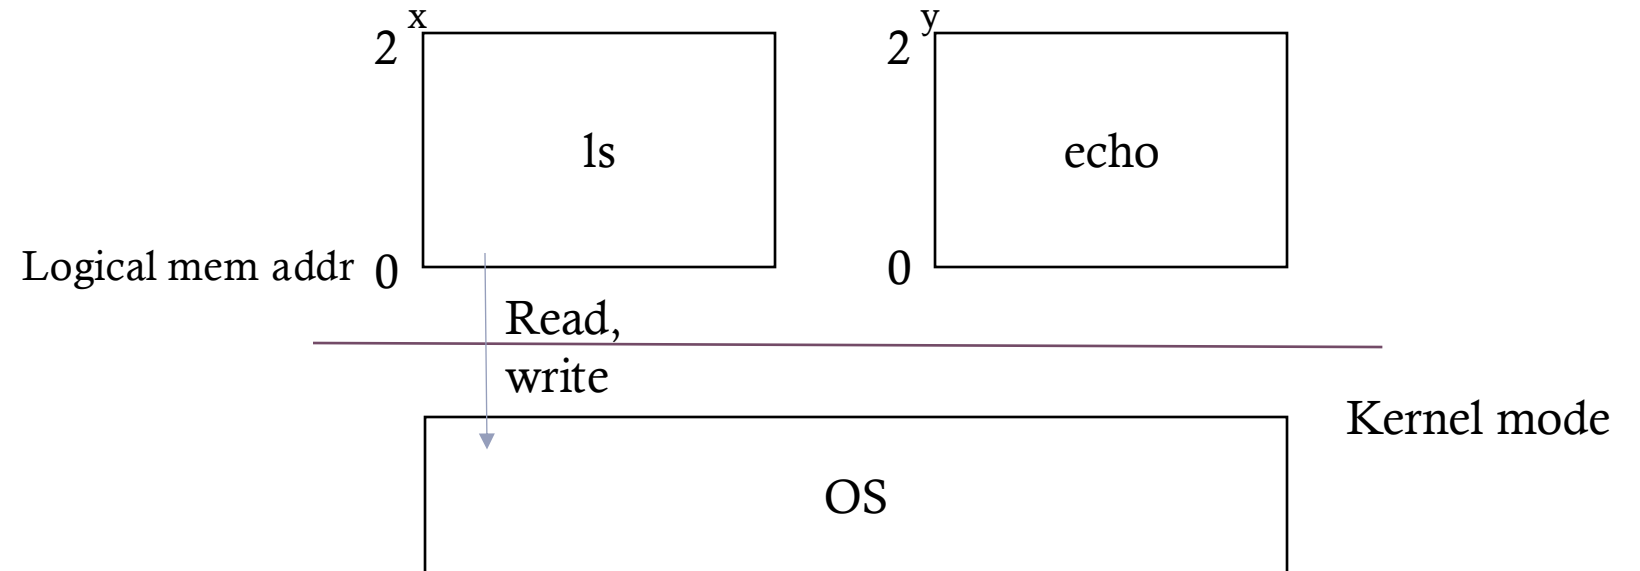 2^x
2^y
ls
echo
Logical mem addr 0
0
Read,
write
Kernel mode
OS